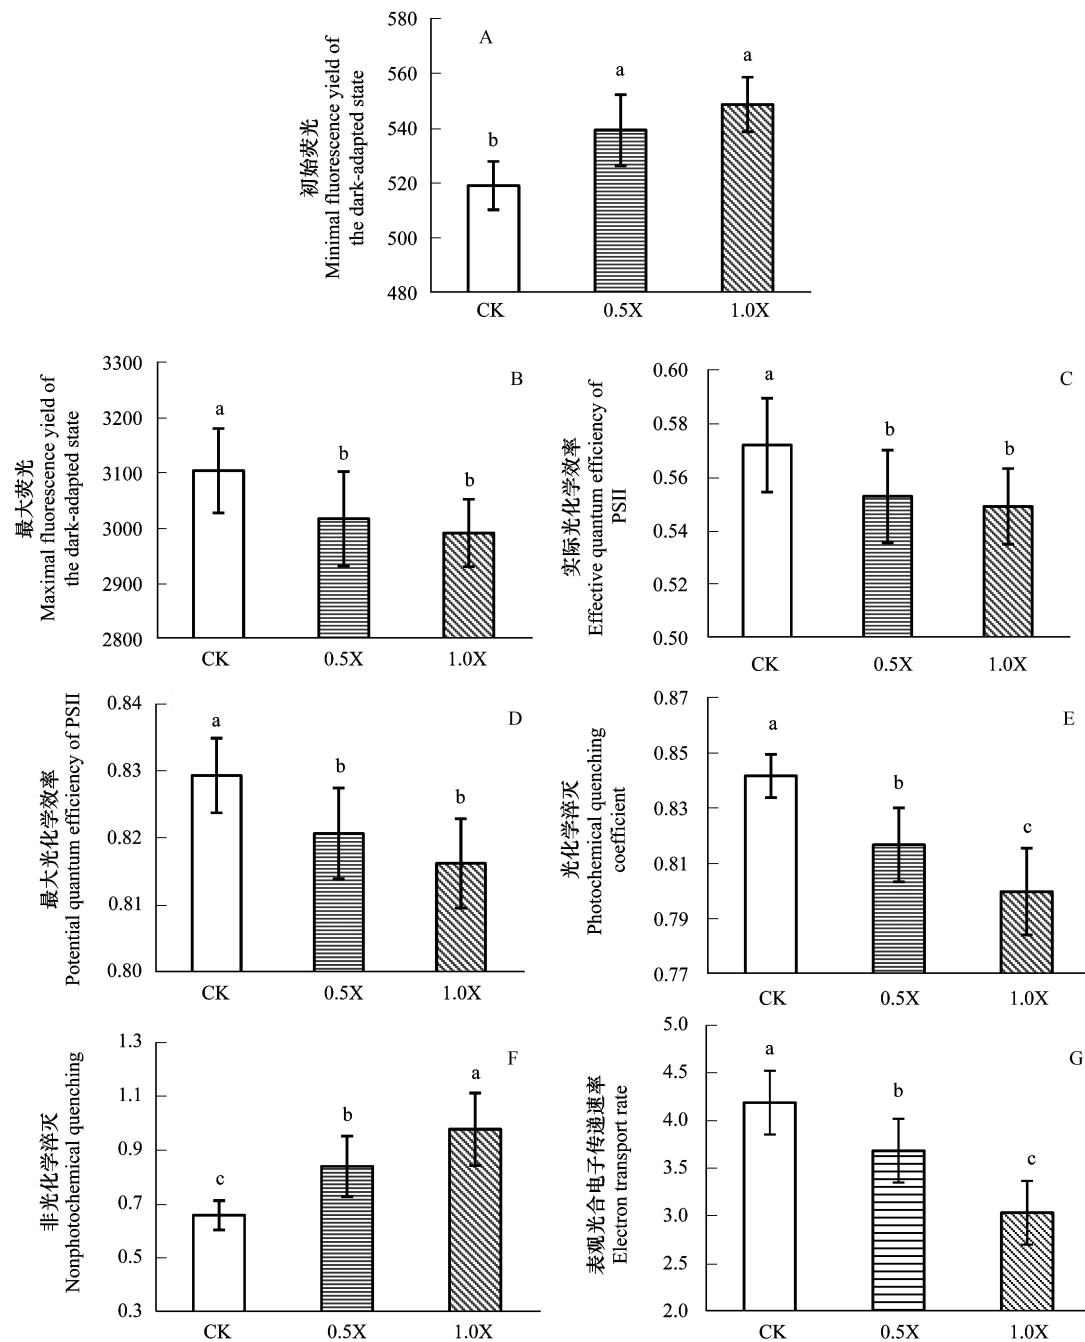 580
560
540
520
500
480
初始荧光
Minimal fluorescence yield of
the dark-adapted state
A
b
a
a
CK
0.5X
1.0X
3300
3200
3100
3000
2900
2800
最大荧光
Maximal fluorescence yield of
the dark-adapted state
B
a
b
b
CK
0.5X
1.0X
0.60
0.58
0.56
0.54
0.52
0.50
实际光化学效率
Effective quantum efficiency of
PSII
C
a
b
b
CK
0.5X
1.0X
0.84
0.83
0.82
0.81
0.80
最大光化学效率
Potential quantum efficiency of PSII
D
a
b
b
CK
0.5X
1.0X
0.87
0.85
0.83
0.81
0.79
0.77
光化学淬灭
Photochemical quenching
coefficient
E
a
b
c
CK
0.5X
1.0X
1.3
1.1
0.9
0.7
0.5
0.3
非光化学淬灭
Nonphotochemical quenching
F
c
b
a
CK
0.5X
1.0X
5.0
4.5
4.0
3.5
3.0
2.5
2.0
表观光合电子传递速率
Electron transport rate
G
a
b
c
CK
0.5X
1.0X